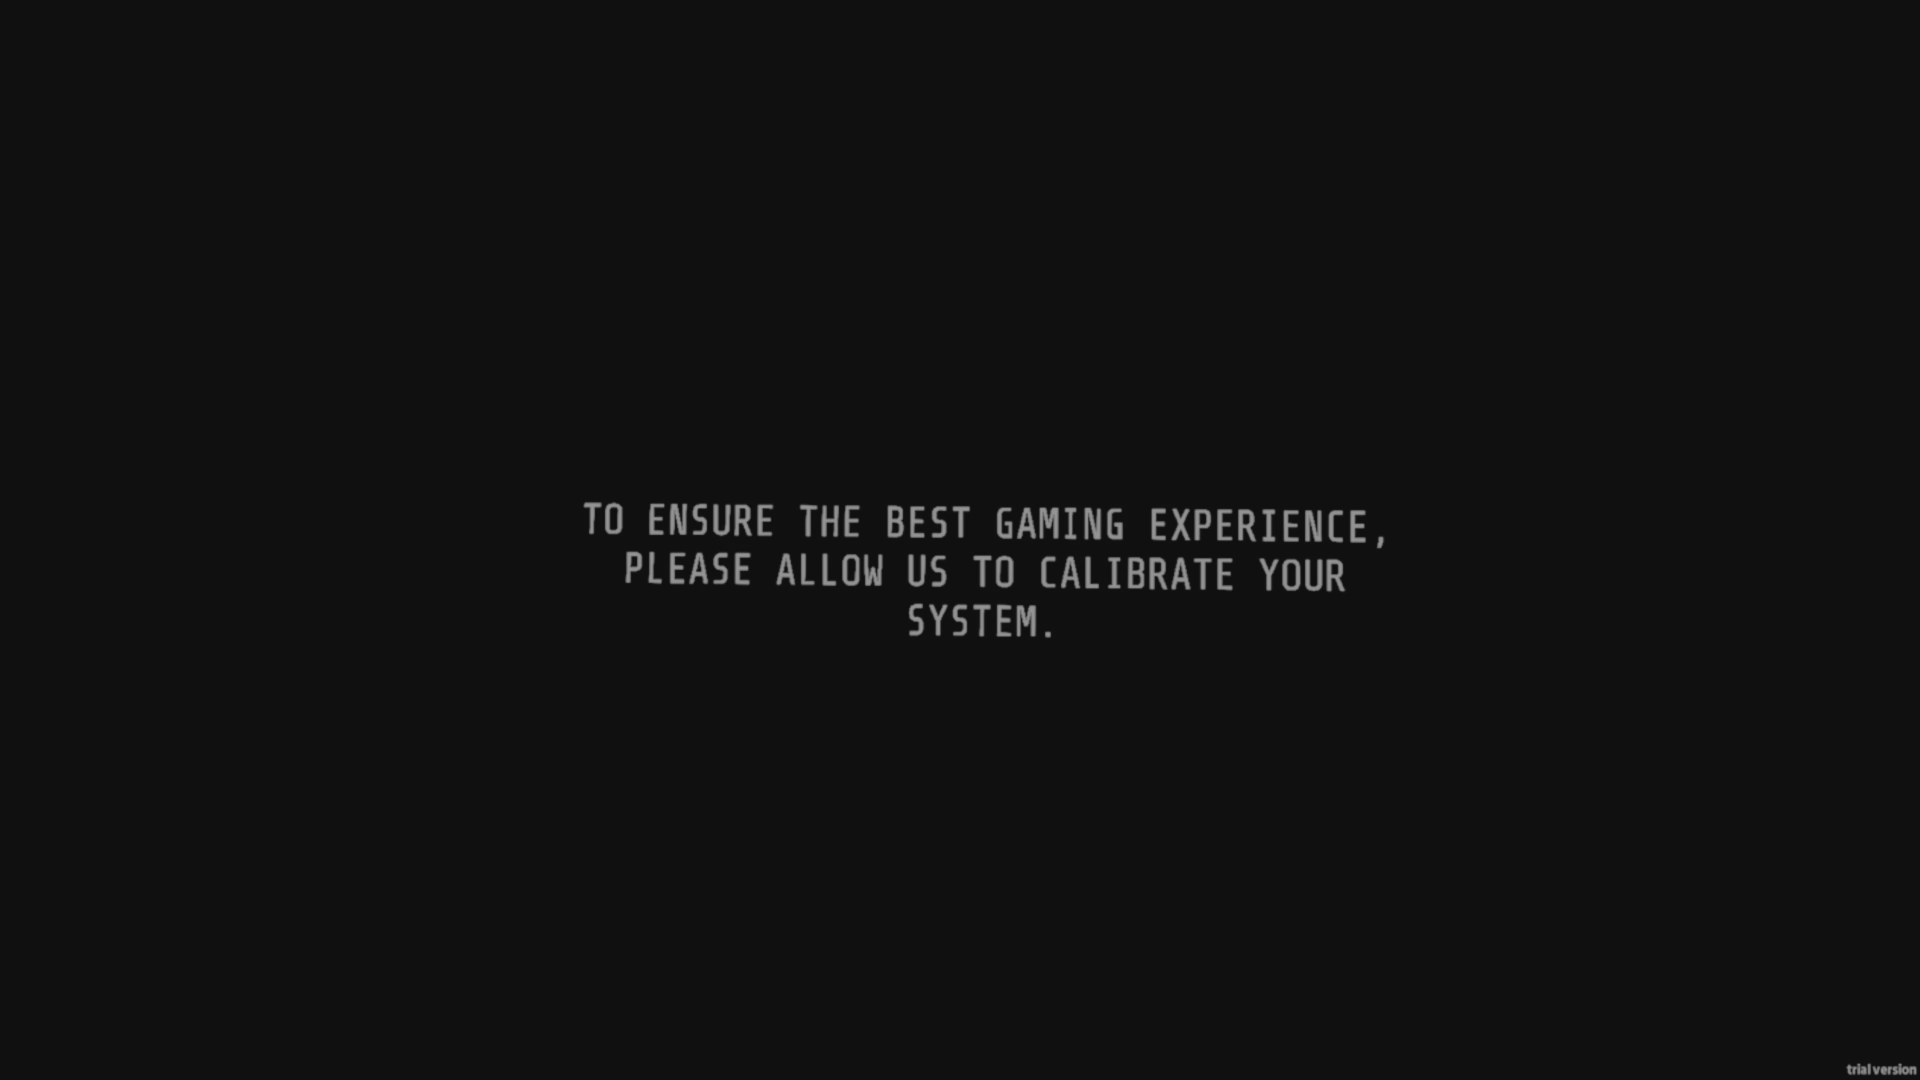 TO ENSURE THE BEST GAMING EXPERIENCE,
PLEASE ALLOW US TO CALIBRATE YOUR
SYSTEM.
trial version